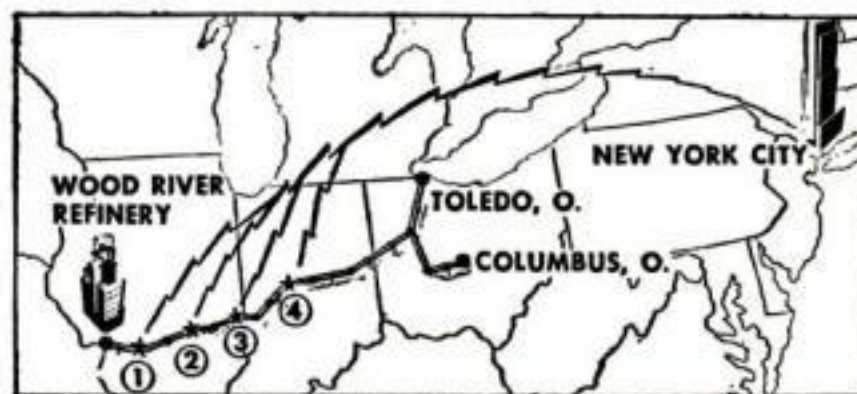 WOOD RIVER
REFINERY
NEW YORK CITY
TOLEDO, O.
COLUMBUS, O.
①
②
③
④